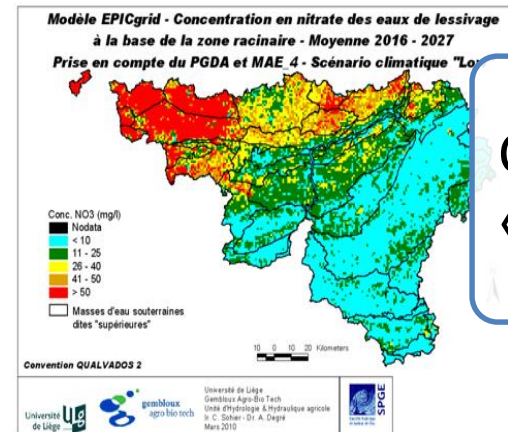 Modèle EPICgrid - Concentration en nitrate des eaux de lessivage
à la base de la zone racinaire - Moyenne 2016 - 2027
Prise en compte du PGDA et MAE_4 - Scénario climatique
Conc. NO3 (mg/l)
Nodata
< 10
11 - 25
26 - 40
41 - 50
> 50
Masses d'eau souterraines
dites "supérieures"
10 0 10 20 Kilometers
Convention QUALVADOS 2
Université de Liège
Gembloux Agro-Bio Tech
Unité d'Hydrologie & Hydraulique agricole
Ir. C. Sohier - Dr. A. Degré
Mars 2010
Université
de Liège
gembloux
agro bio tech
SPGE